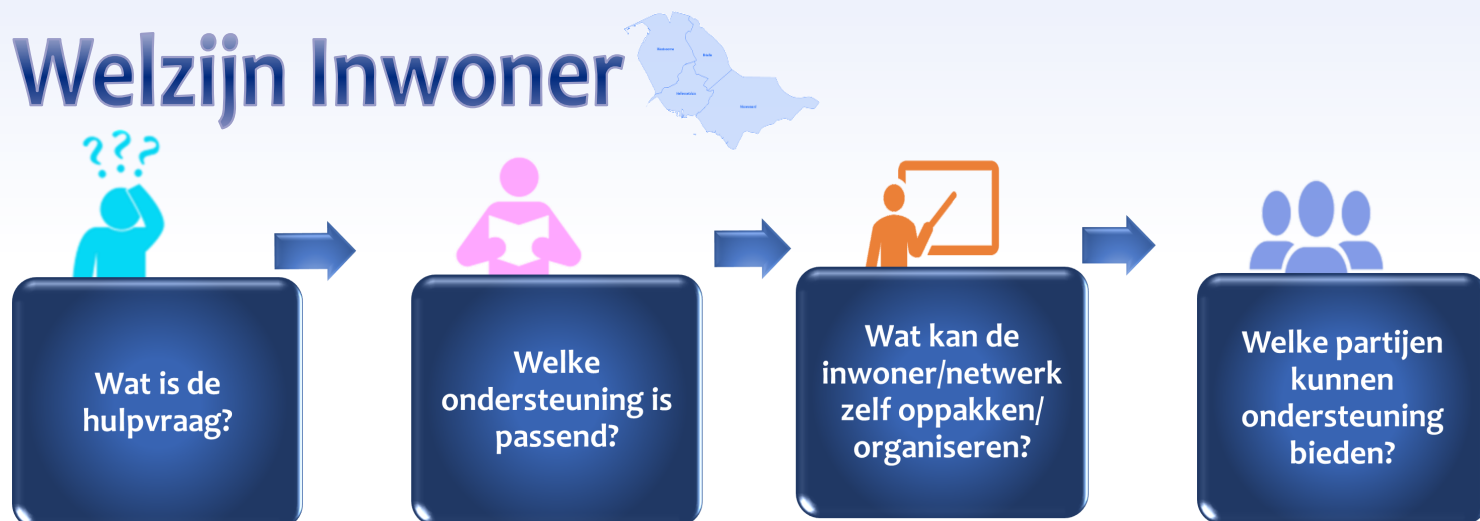 Welzijn Inwoner
???
Wat is de
hulpvraag?
Welke
ondersteuning is
passend?
Wat kan de
inwoner/netwerk
zelf oppakken/
organiseren?
Welke partijen
kunnen
ondersteuning
bieden?